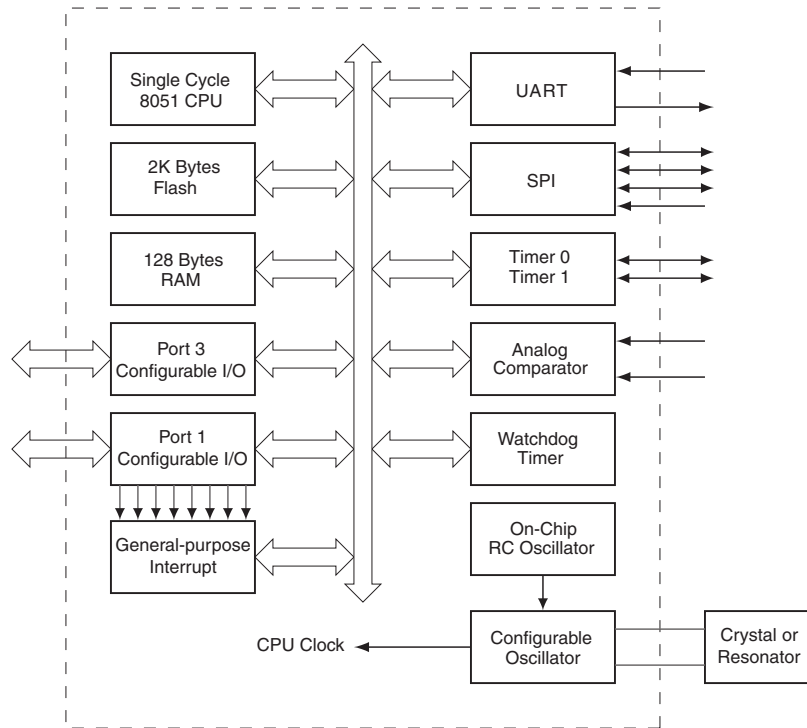 Single Cycle
8051 CPU
2K Bytes
Flash
128 Bytes
RAM
Port 3
Configurable I/O
Port 1
Configurable I/O
General-purpose
Interrupt
UART
SPI
Timer 0
Timer 1
Analog
Comparator
Watchdog
Timer
On-Chip
RC Oscillator
CPU Clock
Configurable
Oscillator
Crystal or
Resonator